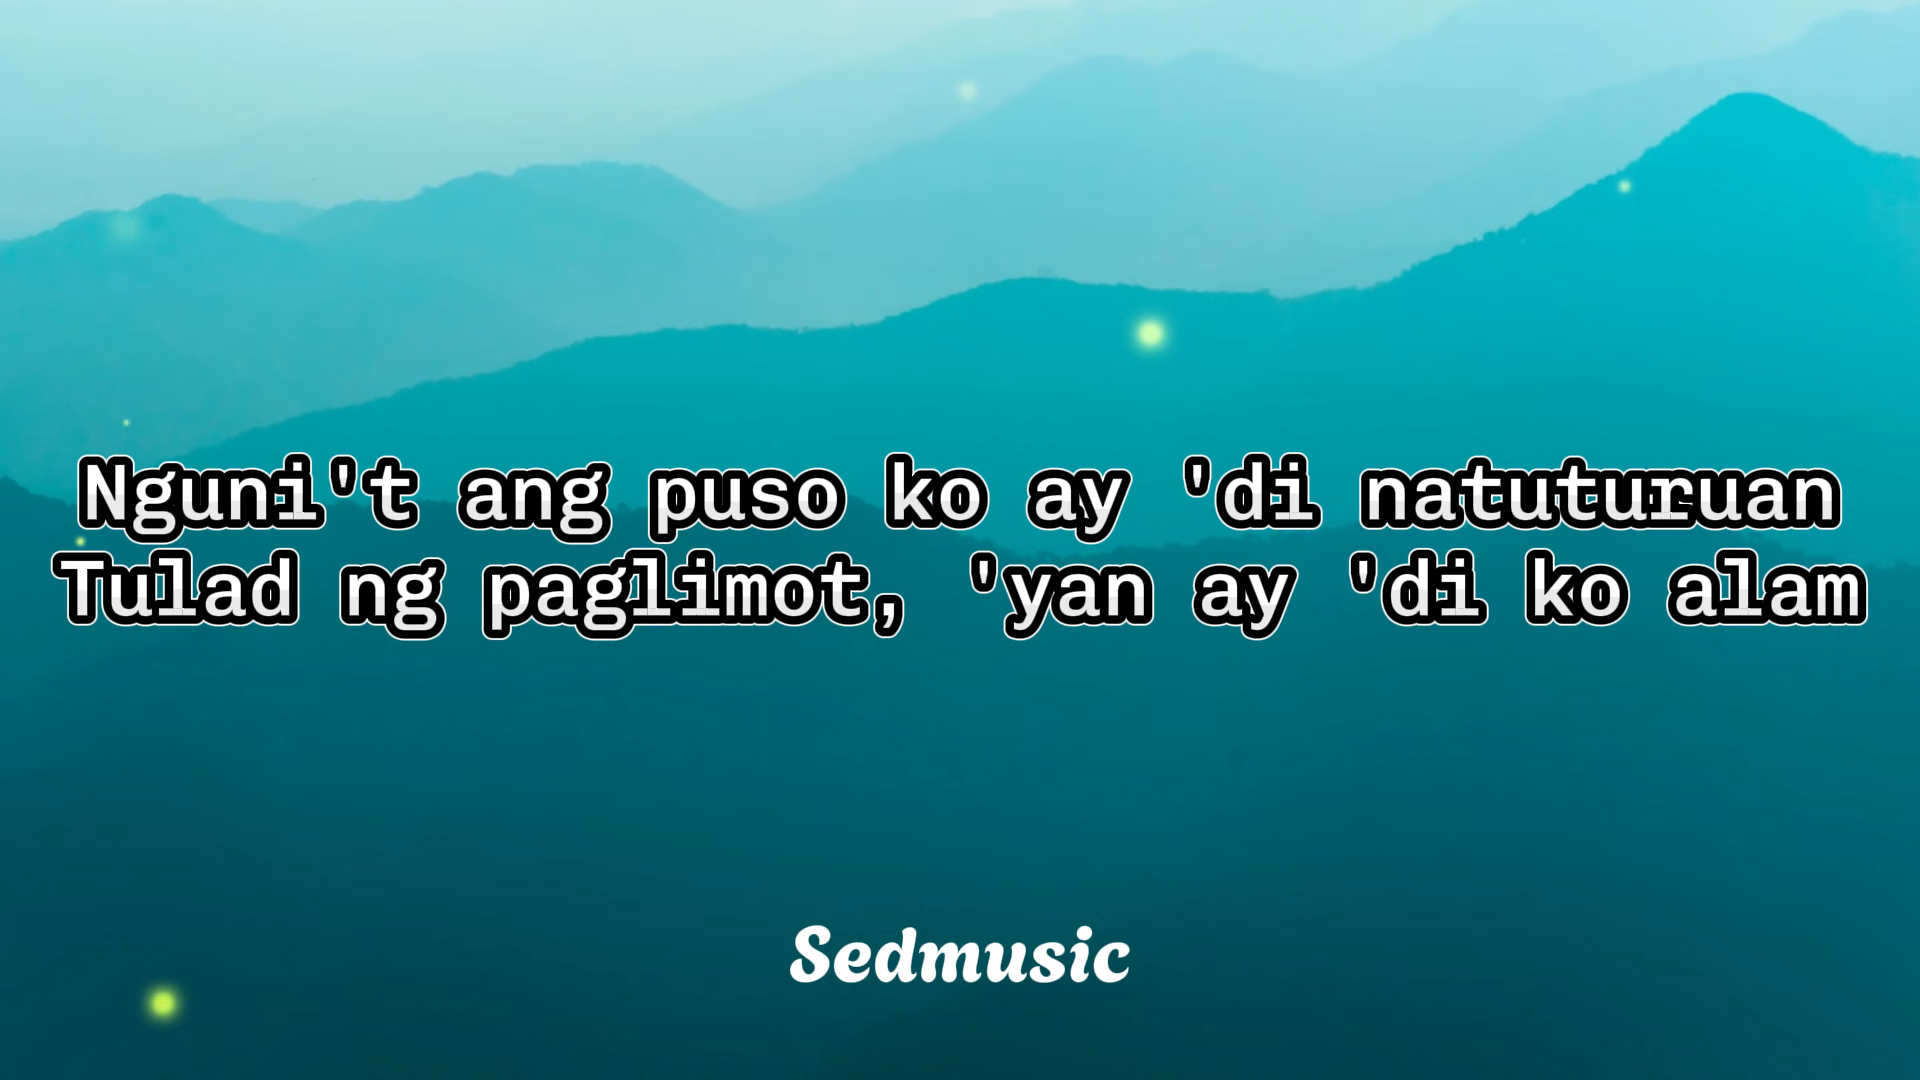 Nguni't ang puso ko ay 'di natuturuan
Tulad ng paglimot, 'yan ay 'di ko alam
Sedmusic